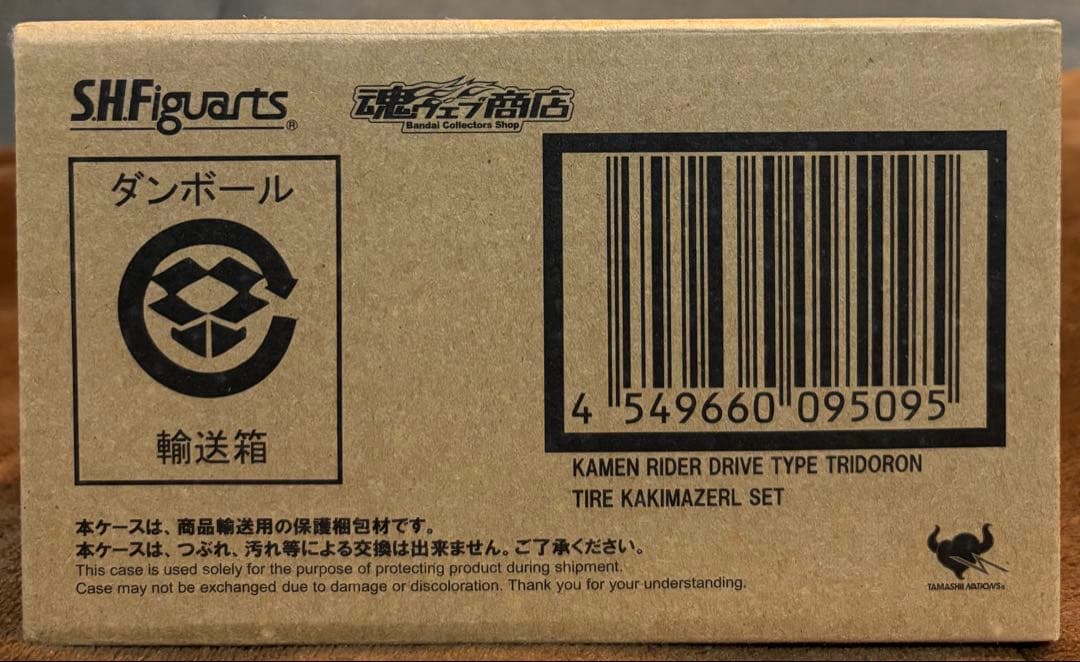 S.H.Figuarts®
魂ウェブ商店
Bandai Collectors Shop
ダンボール
輸送箱
4 549660 095095
KAMEN RIDER DRIVE TYPE TRIDORON
TIRE KAKIMAZERL SET
本ケースは、商品輸送用の保護梱包材です。
本ケースは、つぶれ、汚れ等による交換は出来ません。ご了承ください。
This case is used solely for the purpose of protecting product during shipment.
Case may not be exchanged due to damage or discoloration. Thank you for your understanding.
TAMASHII NATIONS®